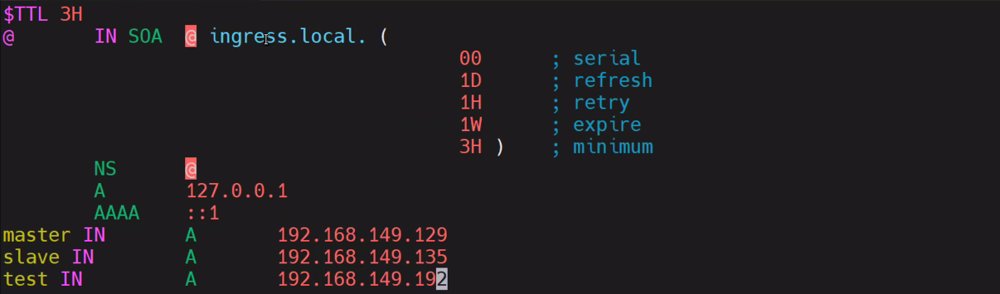 $TTL 3H
@ IN SOA @ ingress.local. (
00 ; serial
1D ; refresh
1H ; retry
1W ; expire
3H ) ; minimum
NS @
A 127.0.0.1
AAAA ::1
master IN A 192.168.149.129
slave IN A 192.168.149.135
test IN A 192.168.149.192